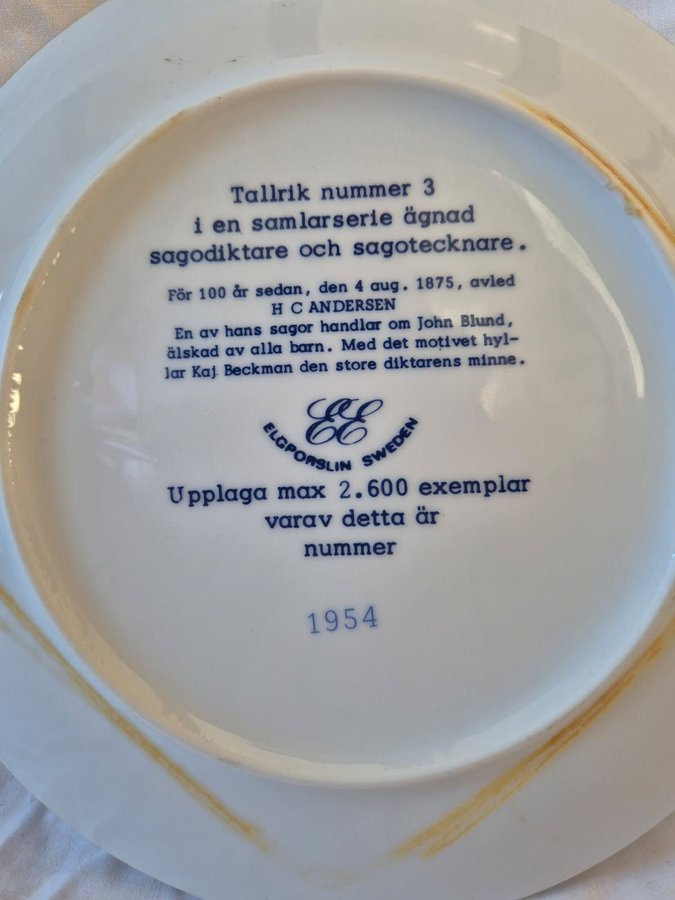 Tallrik nummer 3
i en samlarserie ägnad
sagodiktare och sagotecknare.
För 100 år sedan, den 4 aug. 1875, avled
H C ANDERSEN
En av hans sagor handlar om John Blund,
älskad av alla barn. Med det motivet hyl-
lar Kaj Beckman den store diktarens minne.
EE
ELGPORSLIN SWEDEN
Upplaga max 2.600 exemplar
varav detta är
nummer
1954